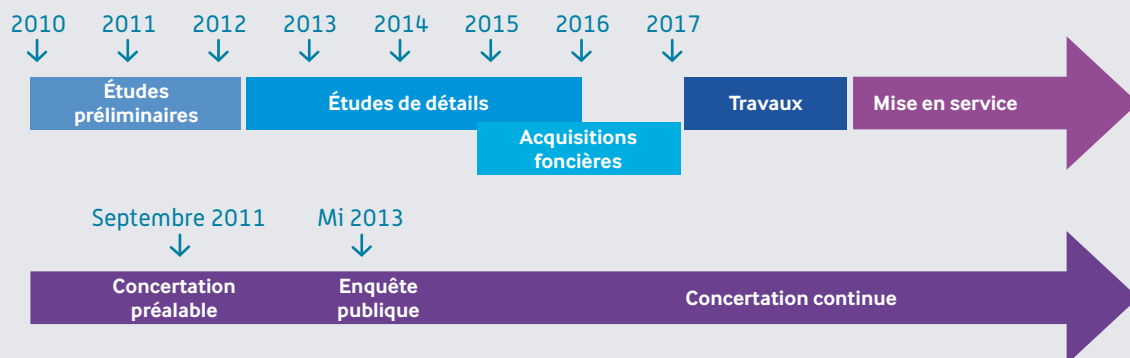 2010 2011 2012 2013 2014 2015 2016 2017
Études
préliminaires
Études de détails
Travaux
Mise en service
Acquisitions
foncières
Septembre 2011
Mi 2013
Concertation
préalable
Enquête
publique
Concertation continue